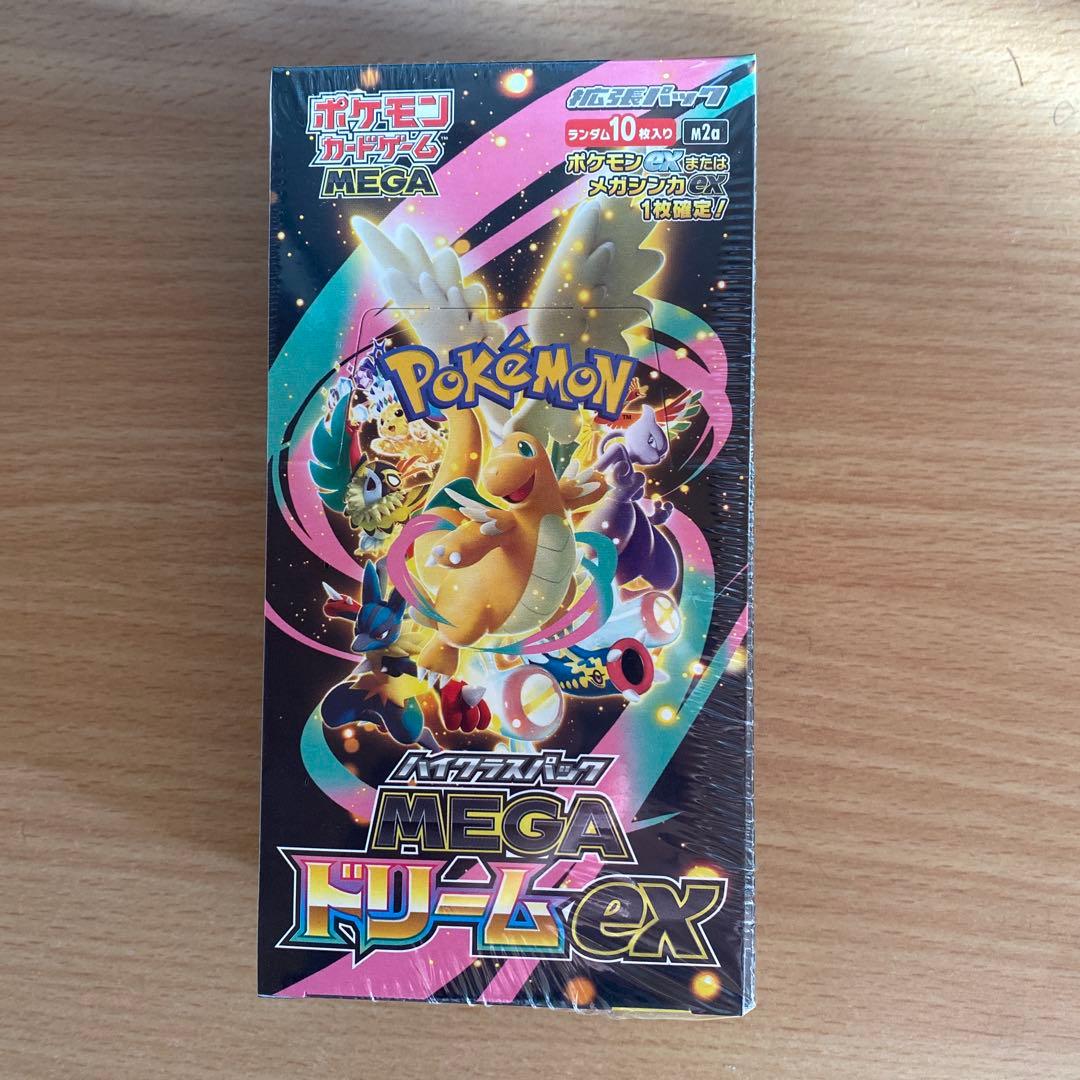 ポケモン
カードゲーム™
MEGA
拡張パック
ランダム10枚入り M2a
ポケモンexまたは
メガシンカex
1枚確定!
POKÉMON
™
ハイクラスパック
MEGA
ドリームex